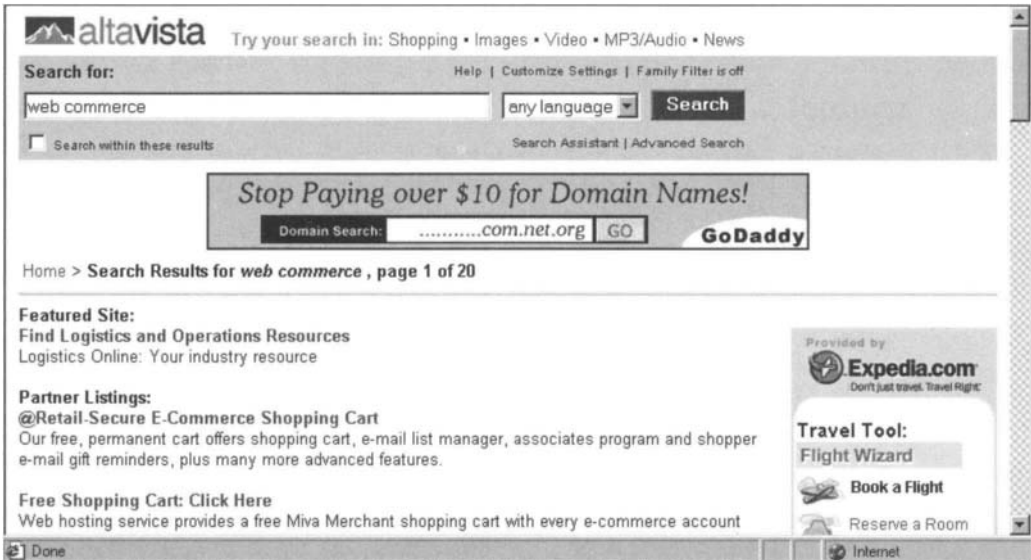 altavista Try your search in: Shopping • Images • Video • MP3/Audio • News
Search for: Help | Customize Settings | Family Filter is off
web commerce any language Search
Search within these results Search Assistant | Advanced Search
Stop Paying over $10 for Domain Names!
Domain Search: ...........com.net.org GO GoDaddy
Home > Search Results for web commerce , page 1 of 20
Featured Site:
Find Logistics and Operations Resources
Logistics Online: Your industry resource
Partner Listings:
@Retail-Secure E-Commerce Shopping Cart
Our free, permanent cart offers shopping cart, e-mail list manager, associates program and shopper
e-mail gift reminders, plus many more advanced features.
Free Shopping Cart: Click Here
Web hosting service provides a free Miva Merchant shopping cart with every e-commerce account
Provided by
Expedia.com
Don't just travel. Travel Right.
Travel Tool:
Flight Wizard
Book a Flight
Reserve a Room
Done Internet